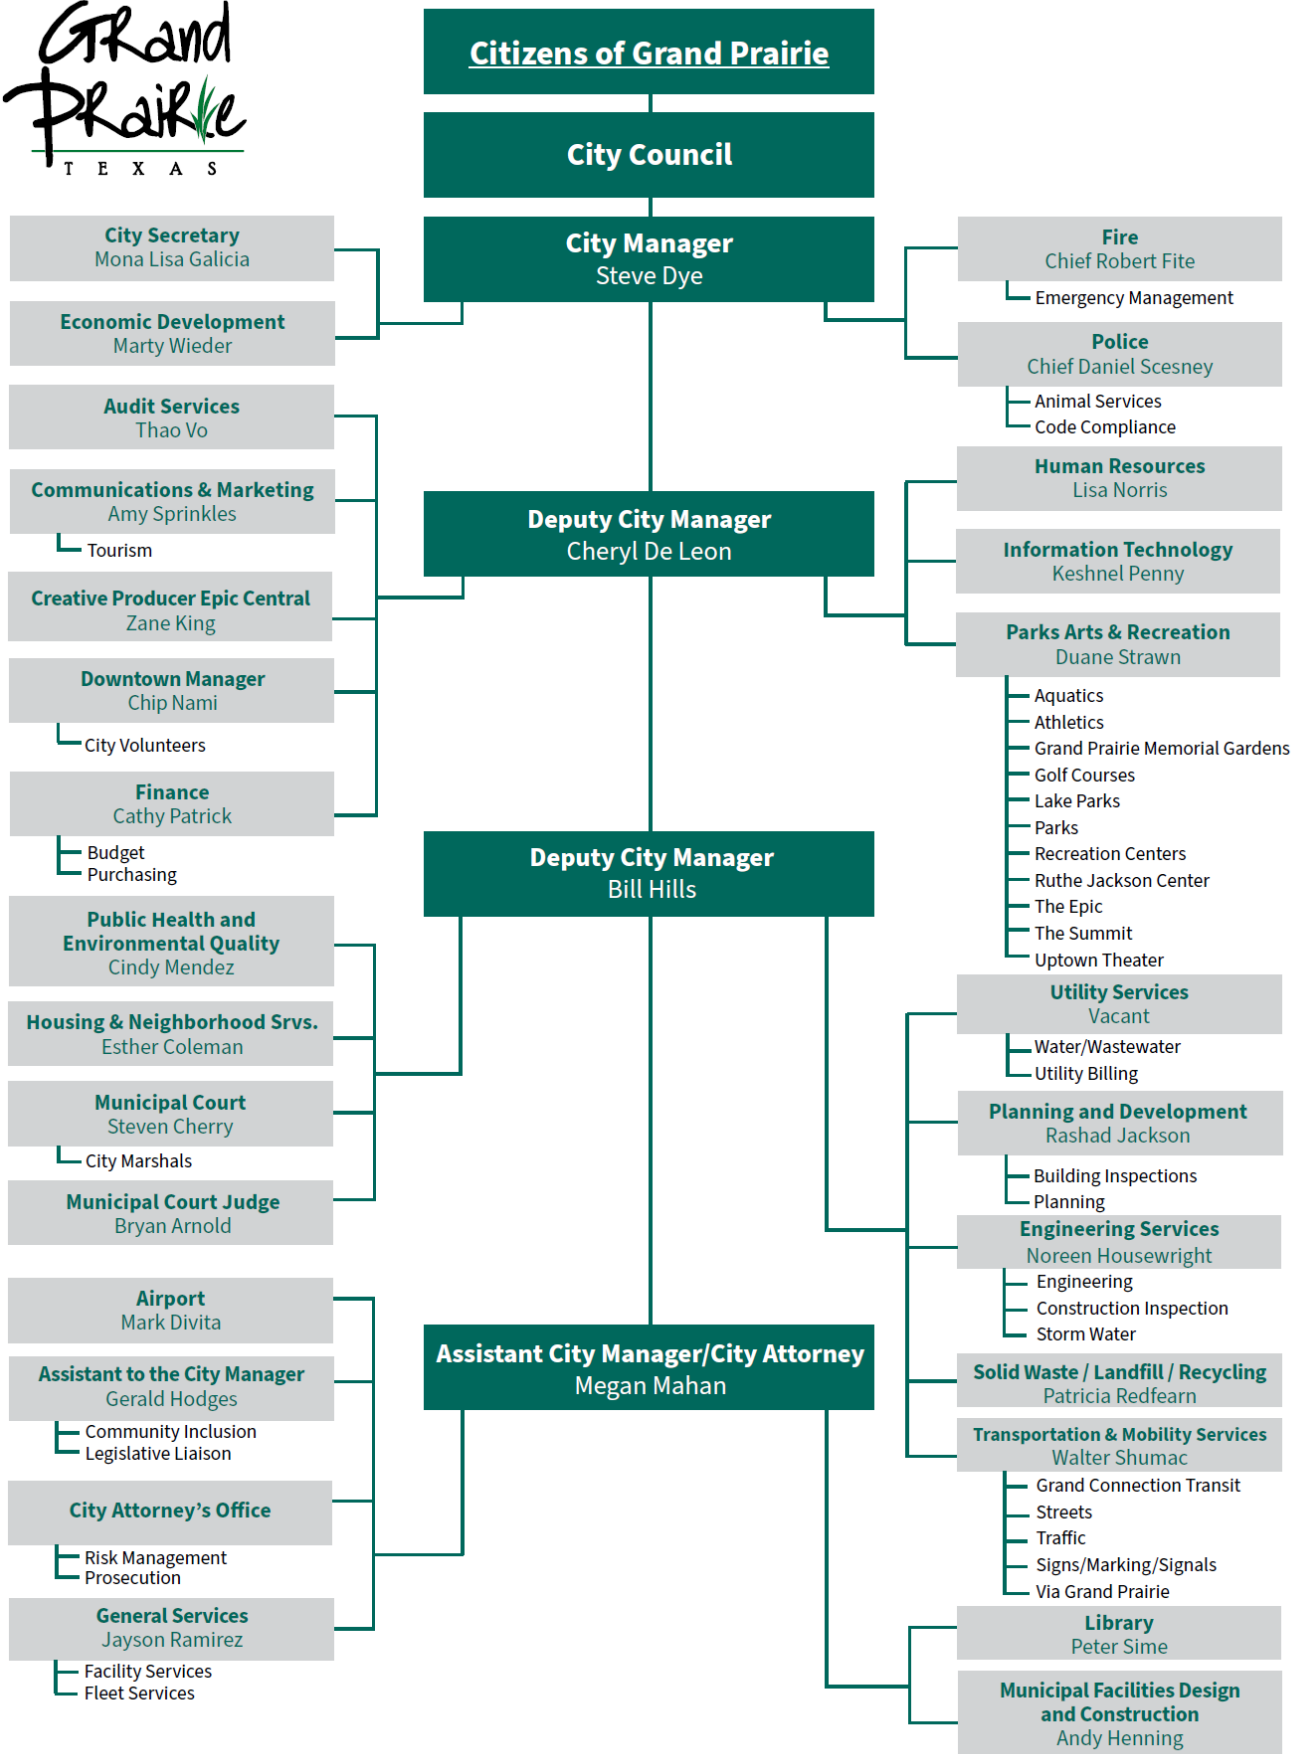 Grand
Prairie
TEXAS
Citizens of Grand Prairie
City Council
City Manager
Steve Dye
City Secretary
Mona Lisa Galicia
Economic Development
Marty Wieder
Fire
Chief Robert Fite
Emergency Management
Police
Chief Daniel Scesney
Animal Services
Code Compliance
Deputy City Manager
Cheryl De Leon
Audit Services
Thao Vo
Communications & Marketing
Amy Sprinkles
Tourism
Creative Producer Epic Central
Zane King
Downtown Manager
Chip Nami
City Volunteers
Finance
Cathy Patrick
Budget
Purchasing
Human Resources
Lisa Norris
Information Technology
Keshnel Penny
Parks Arts & Recreation
Duane Strawn
Aquatics
Athletics
Grand Prairie Memorial Gardens
Golf Courses
Lake Parks
Parks
Recreation Centers
Ruthe Jackson Center
The Epic
The Summit
Uptown Theater
Deputy City Manager
Bill Hills
Public Health and
Environmental Quality
Cindy Mendez
Housing & Neighborhood Srvs.
Esther Coleman
Municipal Court
Steven Cherry
City Marshals
Municipal Court Judge
Bryan Arnold
Utility Services
Vacant
Water/Wastewater
Utility Billing
Planning and Development
Rashad Jackson
Building Inspections
Planning
Engineering Services
Noreen Housewright
Engineering
Construction Inspection
Storm Water
Solid Waste / Landfill / Recycling
Patricia Redfearn
Transportation & Mobility Services
Walter Shumac
Grand Connection Transit
Streets
Traffic
Signs/Marking/Signals
Via Grand Prairie
Assistant City Manager/City Attorney
Megan Mahan
Airport
Mark Divita
Assistant to the City Manager
Gerald Hodges
Community Inclusion
Legislative Liaison
City Attorney’s Office
Risk Management
Prosecution
General Services
Jayson Ramirez
Facility Services
Fleet Services
Library
Peter Sime
Municipal Facilities Design
and Construction
Andy Henning